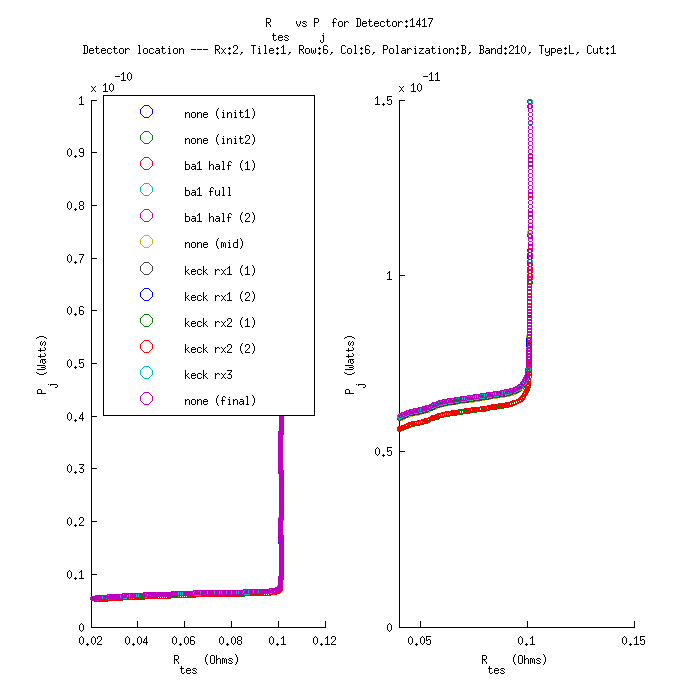 R tes vs P j for Detector:1417
Detector location --- Rx:2, Tile:1, Row:6, Col:6, Polarization:B, Band:210, Type:L, Cut:1
x 10^-10
1
0.9
0.8
0.7
0.6
0.5
0.4
0.3
0.2
0.1
0
P j (Watts)
none (init1)
none (init2)
ba1 half (1)
ba1 full
ba1 half (2)
none (mid)
keck rx1 (1)
keck rx1 (2)
keck rx2 (1)
keck rx2 (2)
keck rx3
none (final)
0.02 0.04 0.06 0.08 0.1 0.12
R tes (Ohms)
x 10^-11
1.5
1
0.5
0
P j (Watts)
0.05 0.1 0.15
R tes (Ohms)